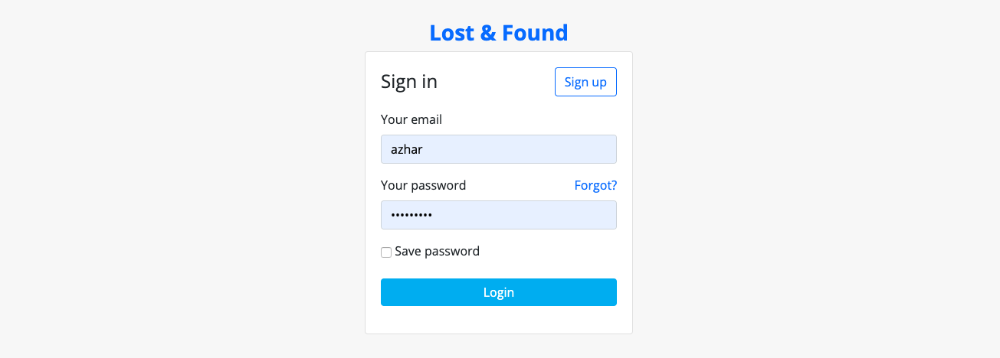 Lost & Found
Sign in
Sign up
Your email
azhar
Your password
Forgot?
•••••••••
Save password
Login